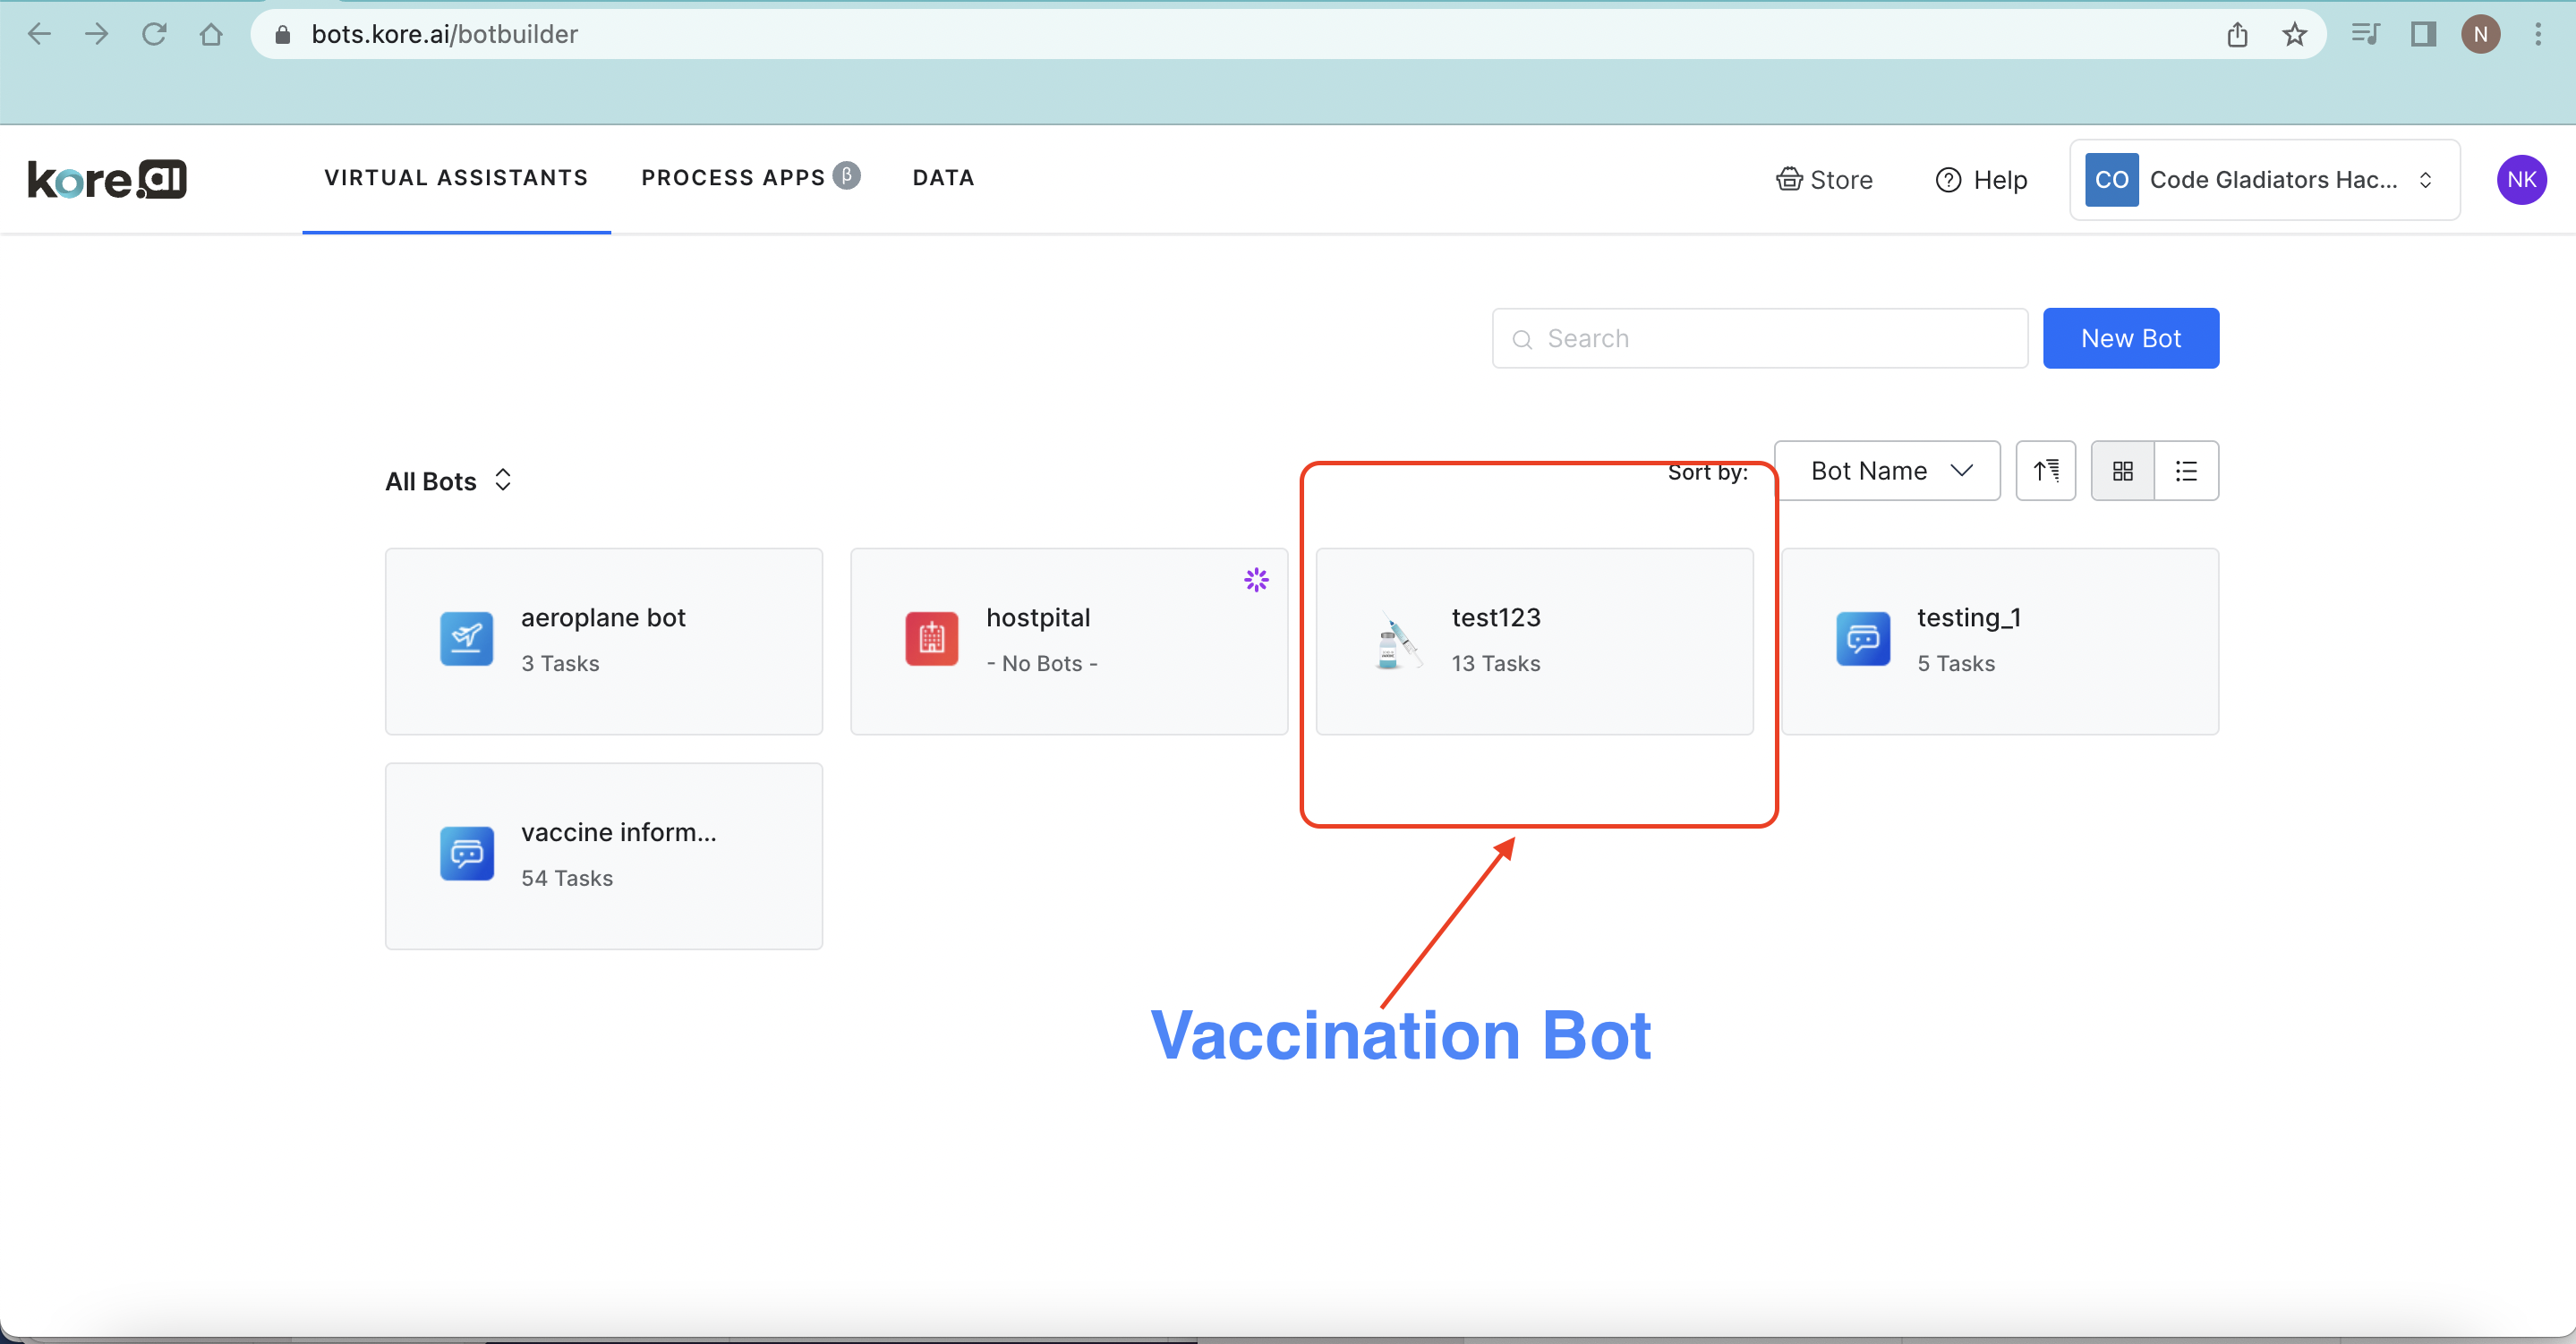 bots.kore.ai/botbuilder
N
kore.ai
VIRTUAL ASSISTANTS
PROCESS APPS β
DATA
Store
? Help
CO Code Gladiators Hac...
NK
Search
New Bot
All Bots
Sort by:
Bot Name
aeroplane bot
3 Tasks
hostpital
- No Bots -
test123
13 Tasks
testing_1
5 Tasks
vaccine inform...
54 Tasks
Vaccination Bot